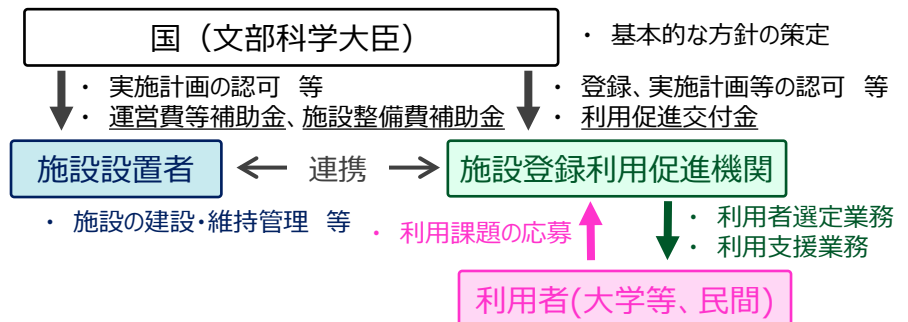 国（文部科学大臣）
・ 基本的な方針の策定
・ 実施計画の認可 等
・ 運営費等補助金、施設整備費補助金
・ 登録、実施計画等の認可 等
・ 利用促進交付金
施設設置者
連携
施設登録利用促進機関
・ 施設の建設・維持管理 等
・ 利用課題の応募
・ 利用者選定業務
・ 利用支援業務
利用者(大学等、民間)